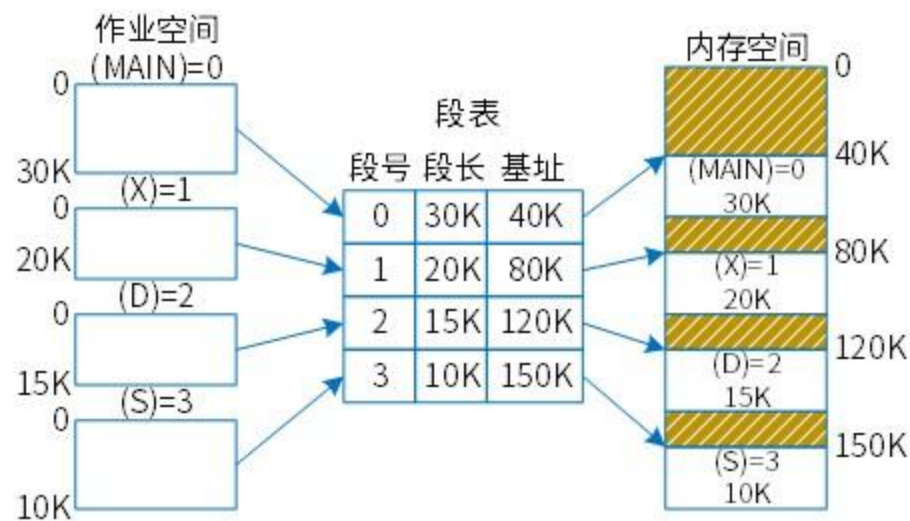 作业空间
(MAIN)=0
0
30K
(X)=1
0
20K
(D)=2
0
15K
(S)=3
0
10K
段表
段号 段长 基址
0 30K 40K
1 20K 80K
2 15K 120K
3 10K 150K
内存空间
0
40K
(MAIN)=0
30K
80K
(X)=1
20K
120K
(D)=2
15K
150K
(S)=3
10K